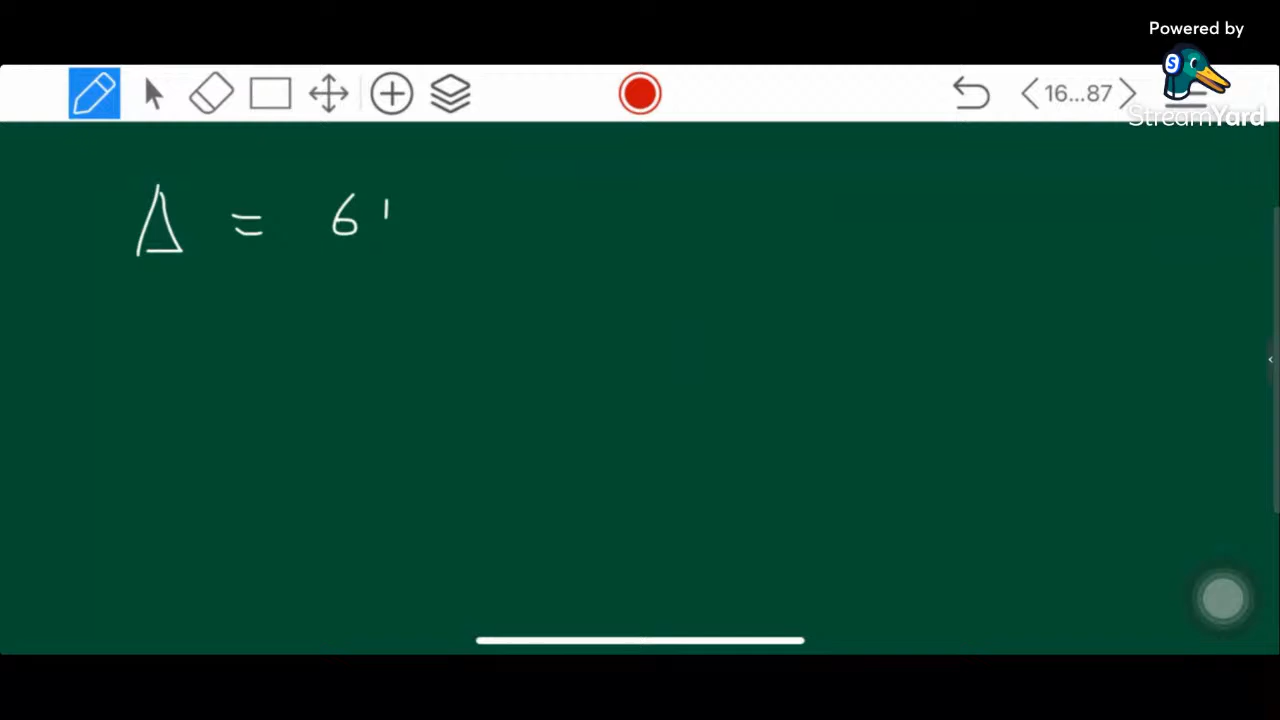 Powered by
16...87
StreamYard
Δ = 6'